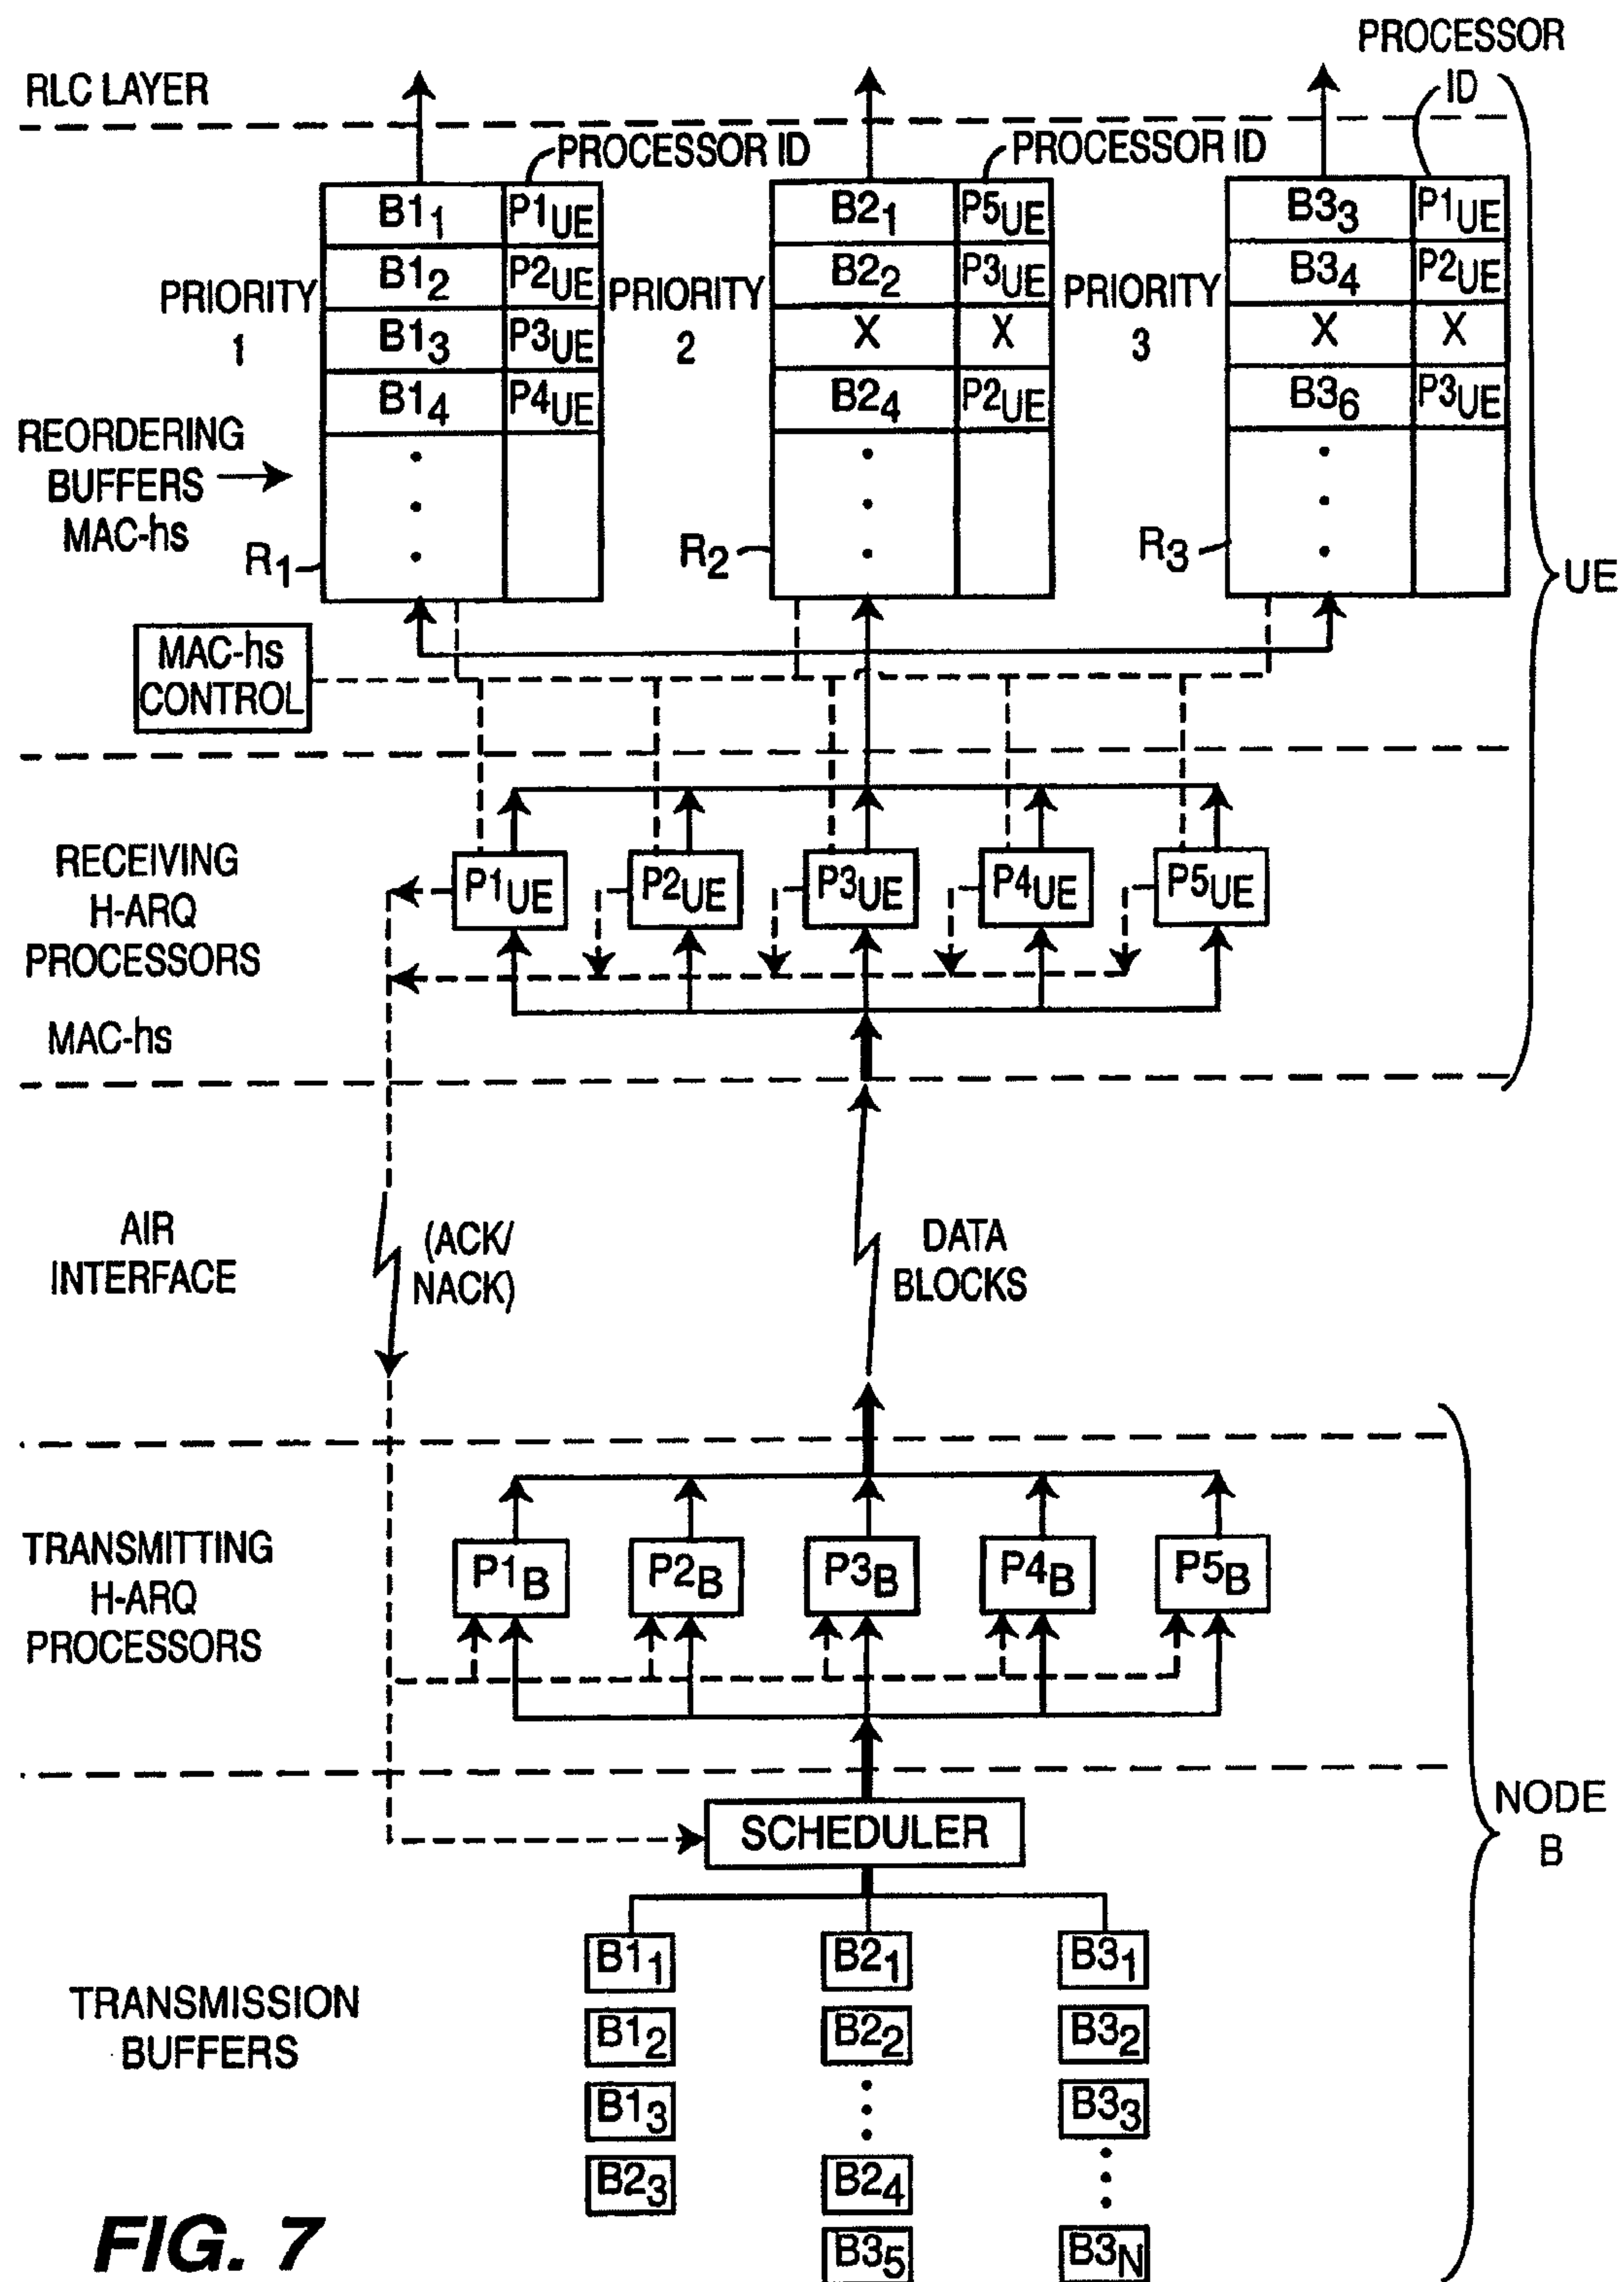 PROCESSOR
ID
RLC LAYER
PROCESSOR ID
PROCESSOR ID
B1₁ P1UE
B1₂ P2UE
B1₃ P3UE
B1₄ P4UE
B2₁ P5UE
B2₂ P3UE
X X
B2₄ P2UE
B3₃ P1UE
B3₄ P2UE
X X
B3₆ P3UE
PRIORITY
1
PRIORITY
2
PRIORITY
3
REORDERING
BUFFERS
MAC-hs
R₁
R₂
R₃
UE
MAC-hs
CONTROL
RECEIVING
H-ARQ
PROCESSORS
MAC-hs
P1UE P2UE P3UE P4UE P5UE
AIR
INTERFACE
(ACK/
NACK)
DATA
BLOCKS
TRANSMITTING
H-ARQ
PROCESSORS
P1B P2B P3B P4B P5B
SCHEDULER
NODE
B
TRANSMISSION
BUFFERS
B1₁ B2₁ B3₁
B1₂ B2₂ B3₂
B1₃ B3₃
B2₃ B2₄
B3₅ B3N
FIG. 7